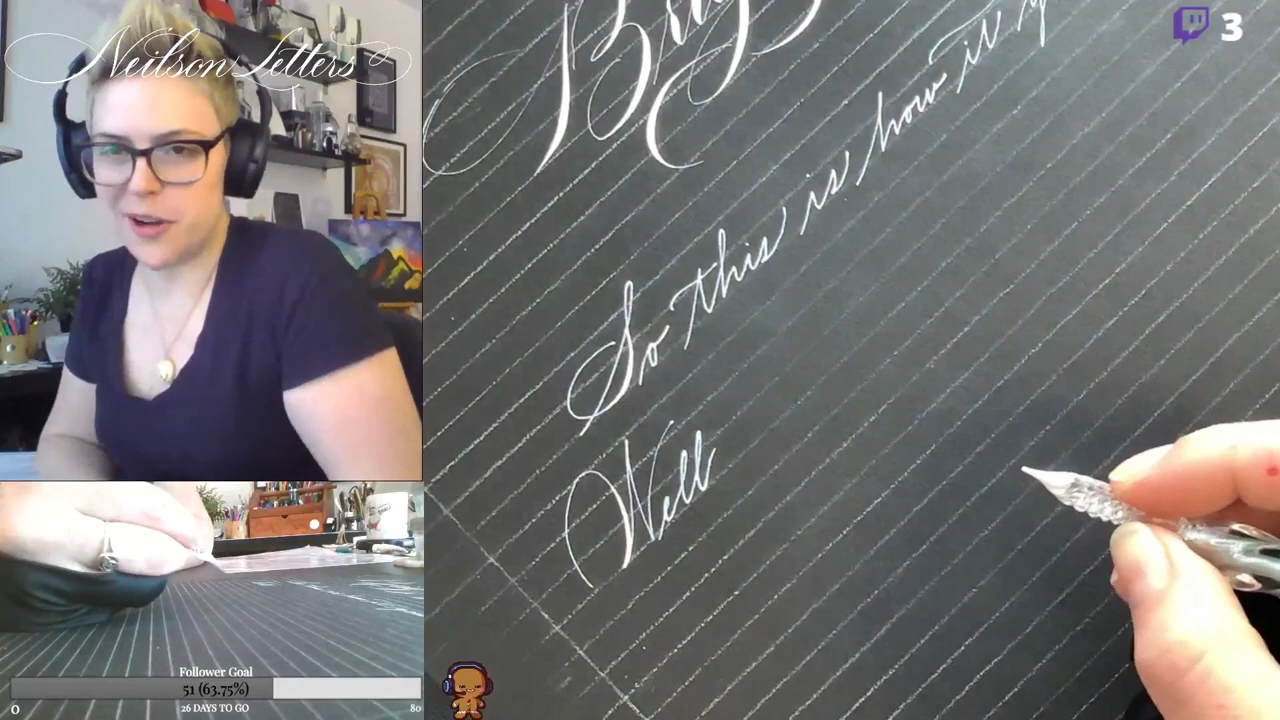 Neilson Letters
3
So this is how it
Well
Follower Goal
51 (63.75%)
0
26 DAYS TO GO
80